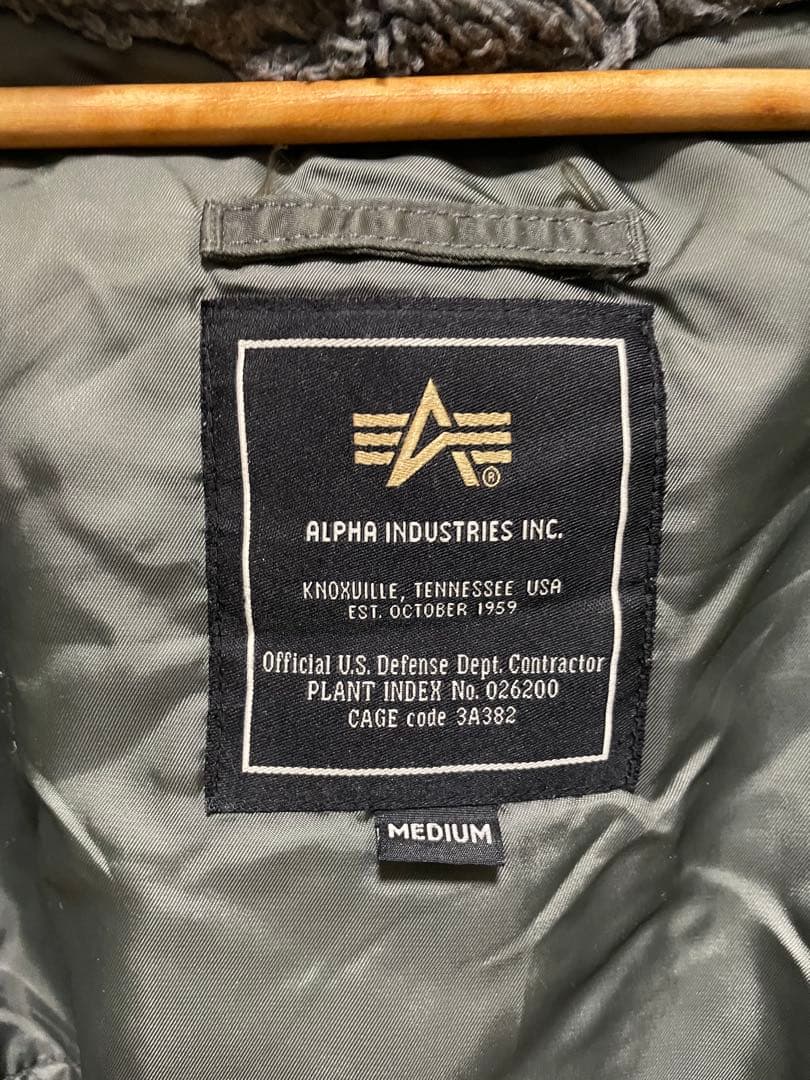 ®
ALPHA INDUSTRIES INC.
KNOXVILLE, TENNESSEE USA
EST. OCTOBER 1959
Official U.S. Defense Dept. Contractor
PLANT INDEX No. 026200
CAGE code 3A382
MEDIUM